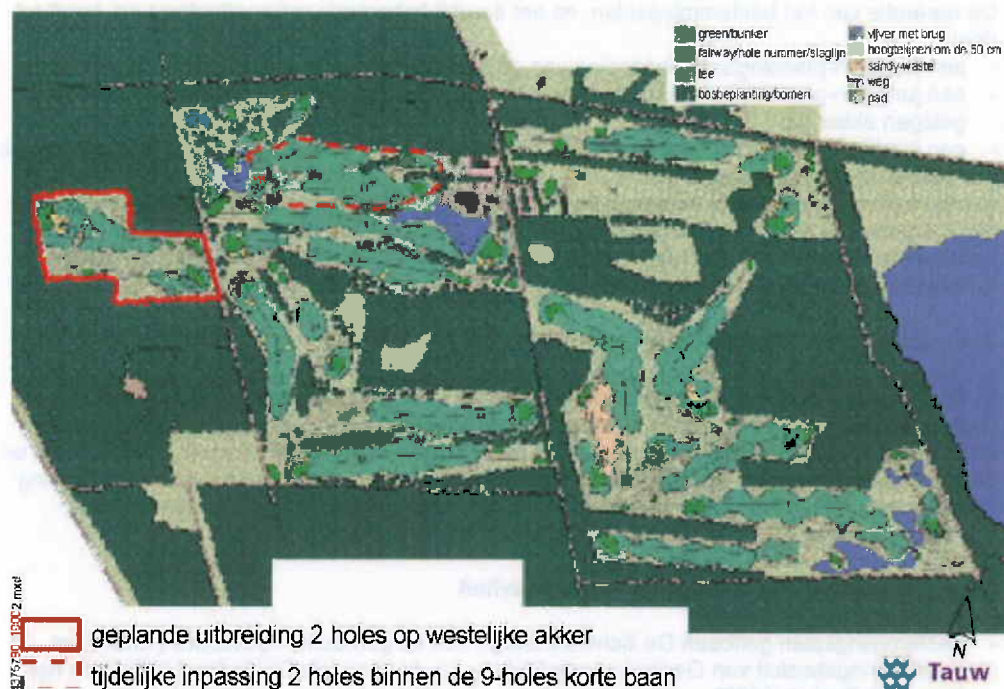 green/bunker
fairway/hole nummer/slaglijn
tee
bosbeplanting/bomen
vijver met brug
hoogtelijnen om de 50 cm
sandy-waste
weg
pad
geplande uitbreiding 2 holes op westelijke akker
tijdelijke inpassing 2 holes binnen de 9-holes korte baan
N
Tauw